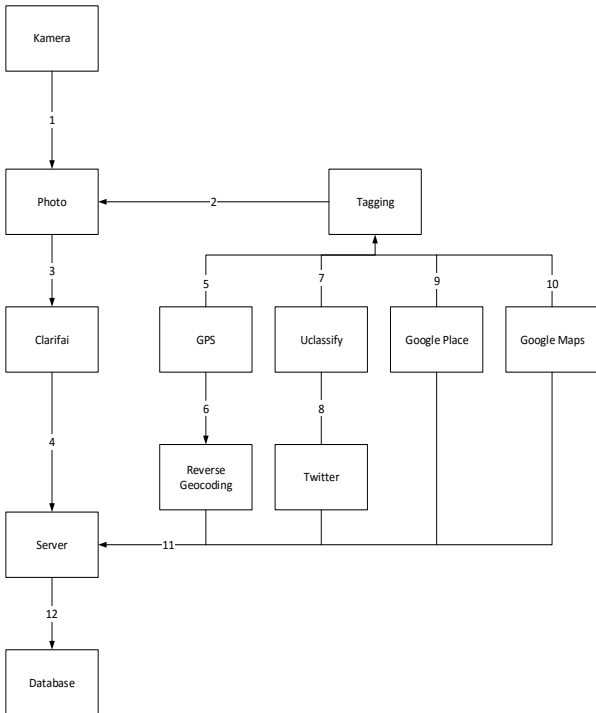 Kamera
1
Photo
2
Tagging
3
5
7
9
10
Clarifai
GPS
Uclassify
Google Place
Google Maps
4
6
8
Reverse
Geocoding
Twitter
Server
11
12
Database